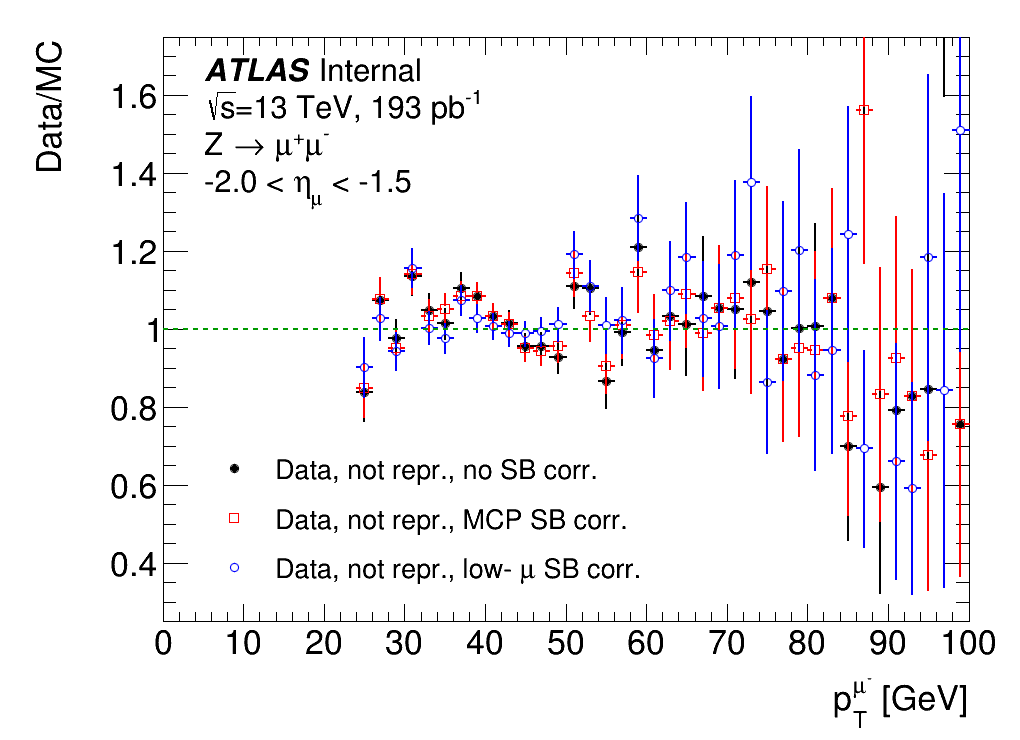 Data/MC
ATLAS Internal
√s=13 TeV, 193 pb⁻¹
Z → μ⁺μ⁻
-2.0 < η_μ < -1.5
1.6
1.4
1.2
1
0.8
0.6
0.4
Data, not repr., no SB corr.
Data, not repr., MCP SB corr.
Data, not repr., low- μ SB corr.
0 10 20 30 40 50 60 70 80 90 100
p_T^μ⁻ [GeV]